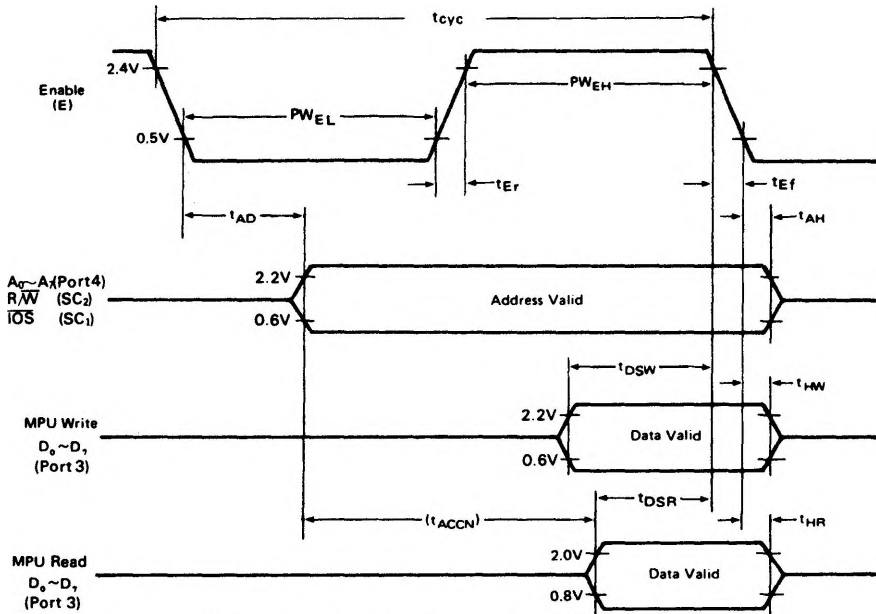 tcyc
2.4V
Enable
(E)
PWEH
PWEL
0.5V
tEr
tEf
tAD
tAH
A0~A7(Port4)
R/W̅ (SC2)
I̅O̅S̅ (SC1)
2.2V
0.6V
Address Valid
tDSW
tHW
MPU Write
D0~D7
(Port 3)
2.2V
0.6V
Data Valid
tDSR
(tACCN)
tHR
MPU Read
D0~D7
(Port 3)
2.0V
0.8V
Data Valid